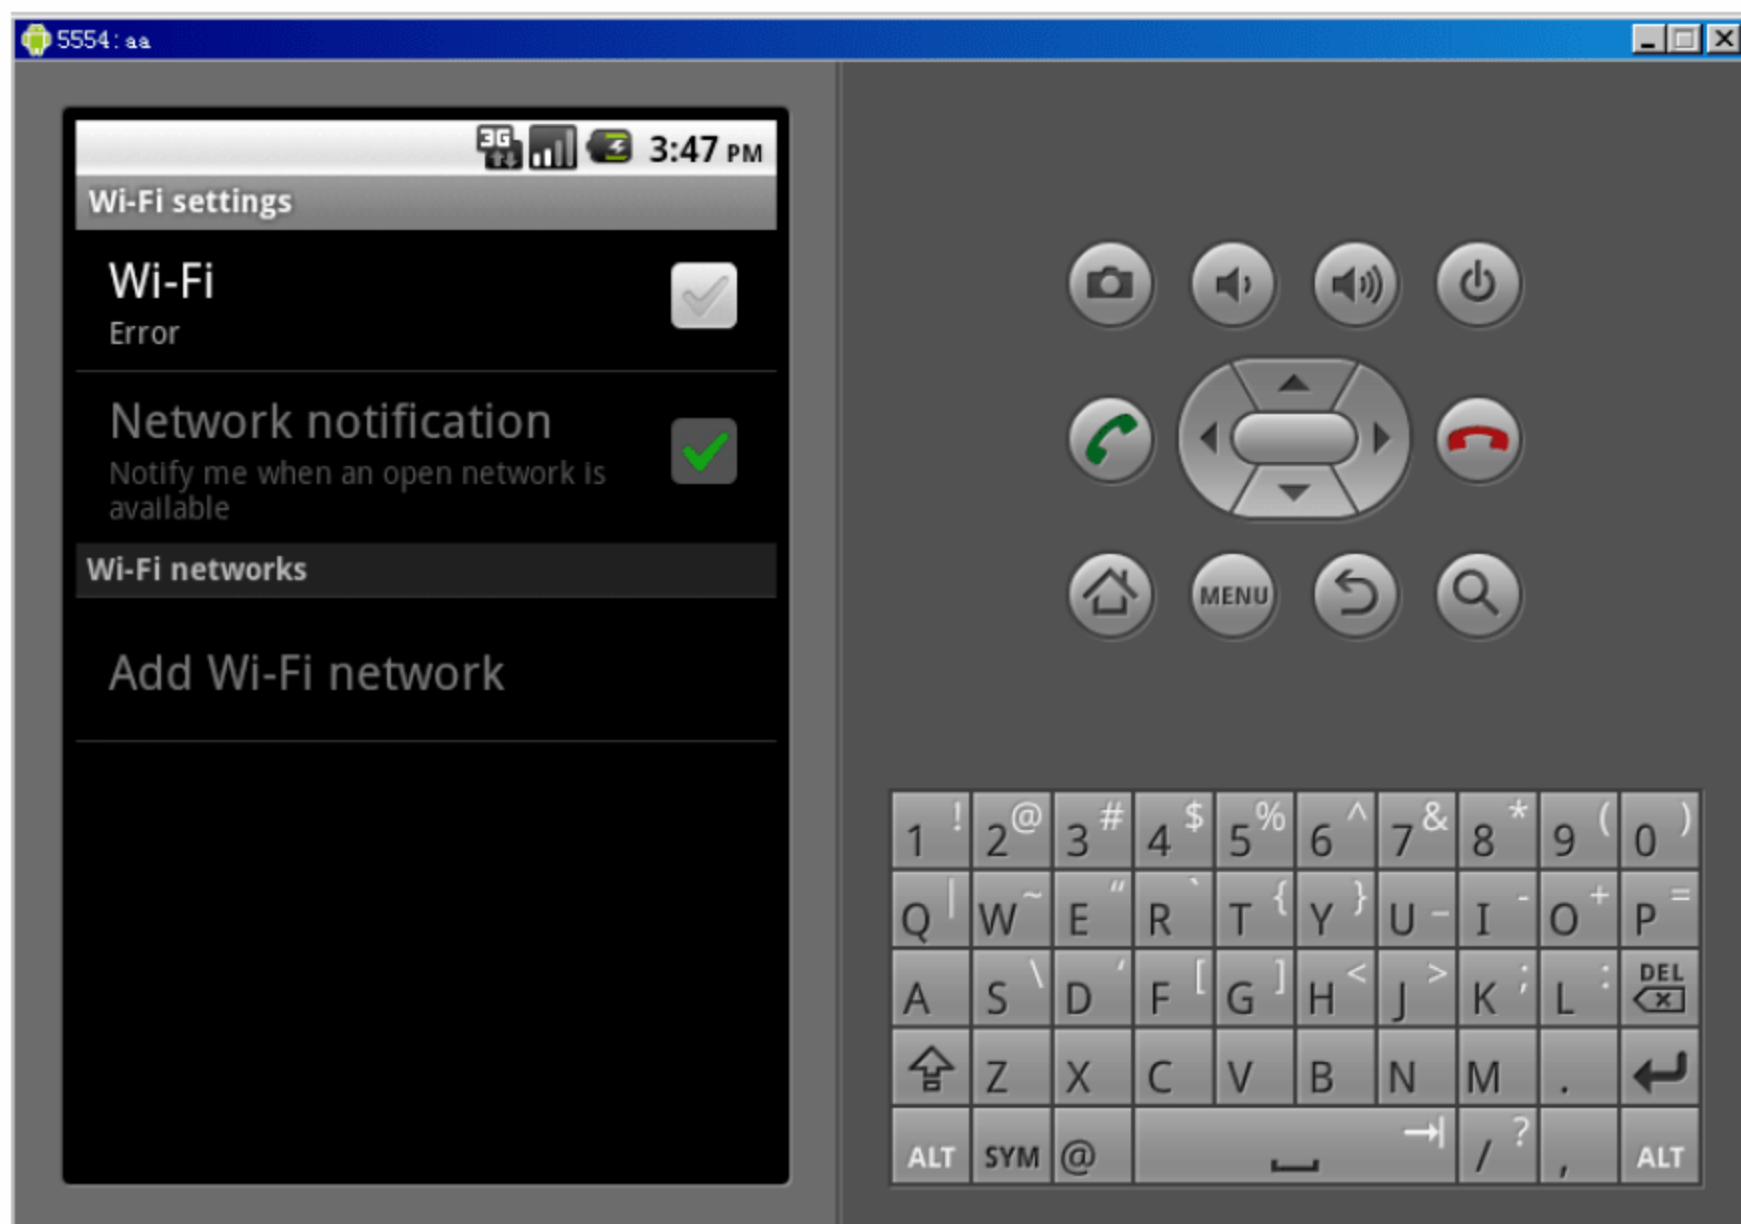 5554:aa
3G 3:47 PM
Wi-Fi settings
Wi-Fi
Error
Network notification
Notify me when an open network is
available
Wi-Fi networks
Add Wi-Fi network
MENU
1 ! 2 @ 3 # 4 $ 5 % 6 ^ 7 & 8 * 9 ( 0 )
Q | W ~ E “ R ` T { Y } U _ I - O + P =
A S \ D ‘ F [ G ] H < J > K ; L : DEL
Z X C V B N M .
ALT SYM @ / ? , ALT